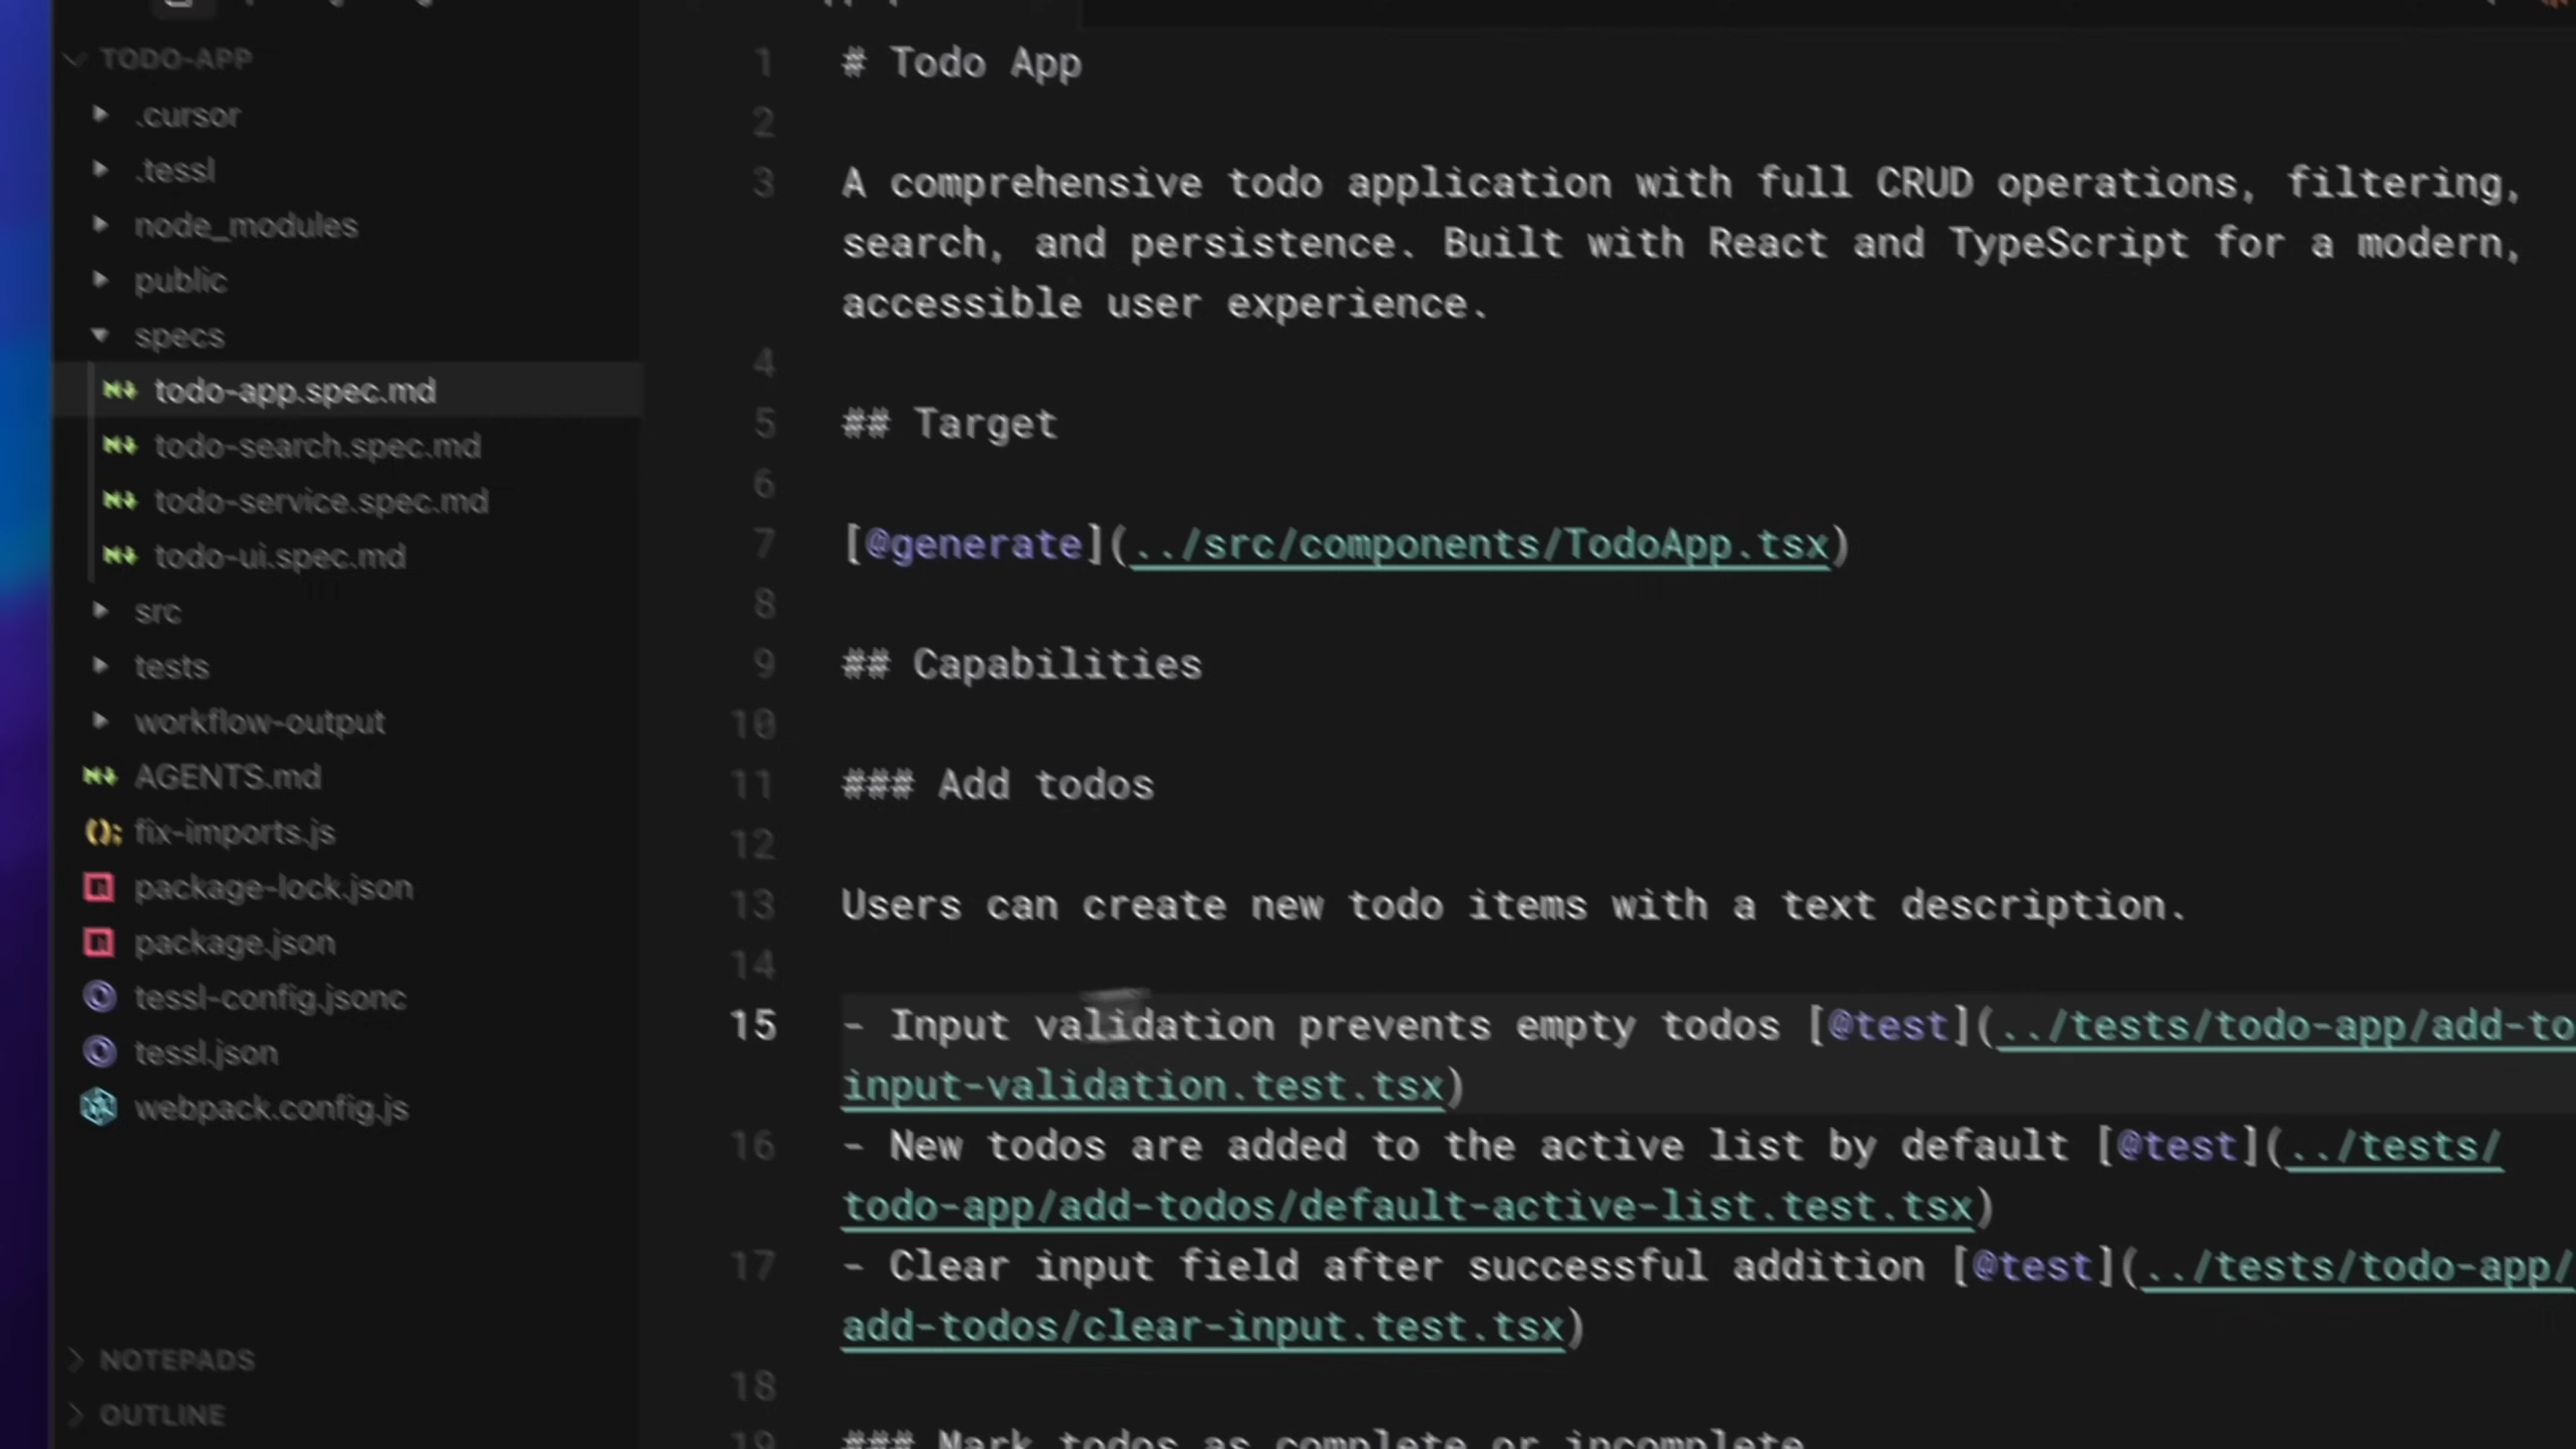 TODO-APP
.cursor
.tessl
node_modules
public
specs
todo-app.spec.md
todo-search.spec.md
todo-service.spec.md
todo-ui.spec.md
src
tests
workflow-output
AGENTS.md
fix-imports.js
package-lock.json
package.json
tessl-config.jsonc
tessl.json
webpack.config.js
NOTEPADS
OUTLINE
1 # Todo App
2
3 A comprehensive todo application with full CRUD operations, filtering,
search, and persistence. Built with React and TypeScript for a modern,
accessible user experience.
4
5 ## Target
6
7 [@generate](../src/components/TodoApp.tsx)
8
9 ## Capabilities
10
11 ### Add todos
12
13 Users can create new todo items with a text description.
14
15 - Input validation prevents empty todos [@test](../tests/todo-app/add-to
input-validation.test.tsx)
16 - New todos are added to the active list by default [@test](../tests/
todo-app/add-todos/default-active-list.test.tsx)
17 - Clear input field after successful addition [@test](../tests/todo-app/
add-todos/clear-input.test.tsx)
18
19 ### Mark todos as complete or incomplete